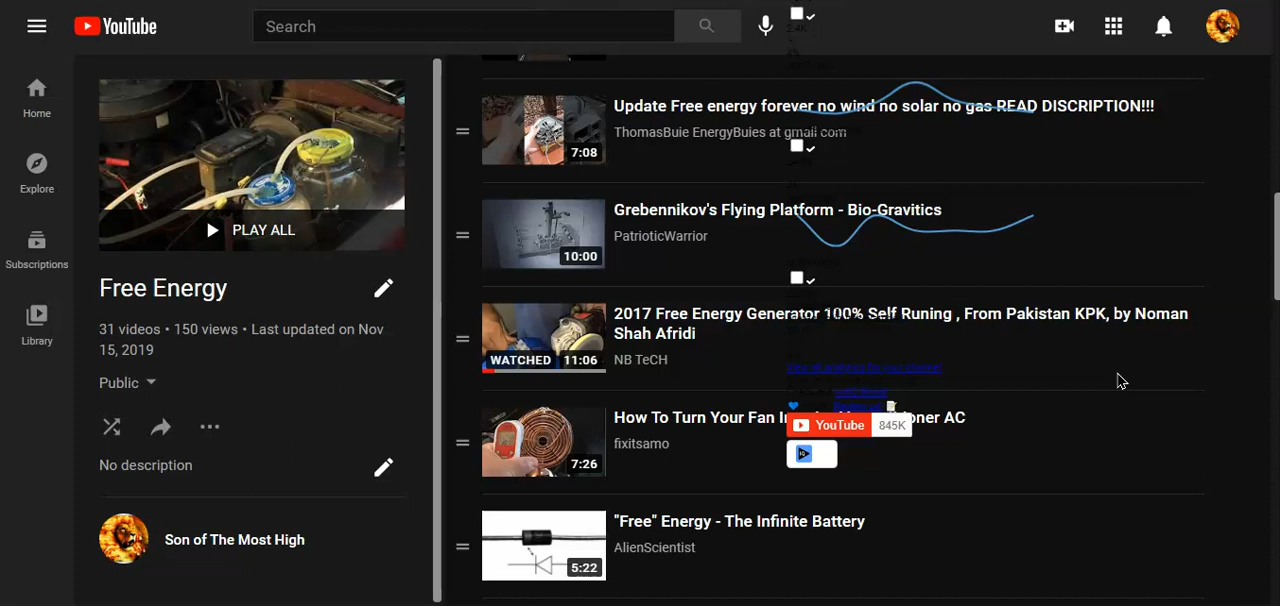 YouTube
Search
Home
Explore
Subscriptions
Library
PLAY ALL
Free Energy
31 videos • 150 views • Last updated on Nov
15, 2019
Public
No description
Son of The Most High
Update Free energy forever no wind no solar no gas READ DISCRIPTION!!!
ThomasBuie EnergyBuies at gmail com
7:08
Grebennikov's Flying Platform - Bio-Gravitics
PatrioticWarrior
10:00
2017 Free Energy Generator 100% Self Runing , From Pakistan KPK, by Noman
Shah Afridi
NB TeCH
WATCHED 11:06
How To Turn Your Fan AC
fixitsamo
7:26
YouTube 845K
"Free" Energy - The Infinite Battery
AlienScientist
5:22